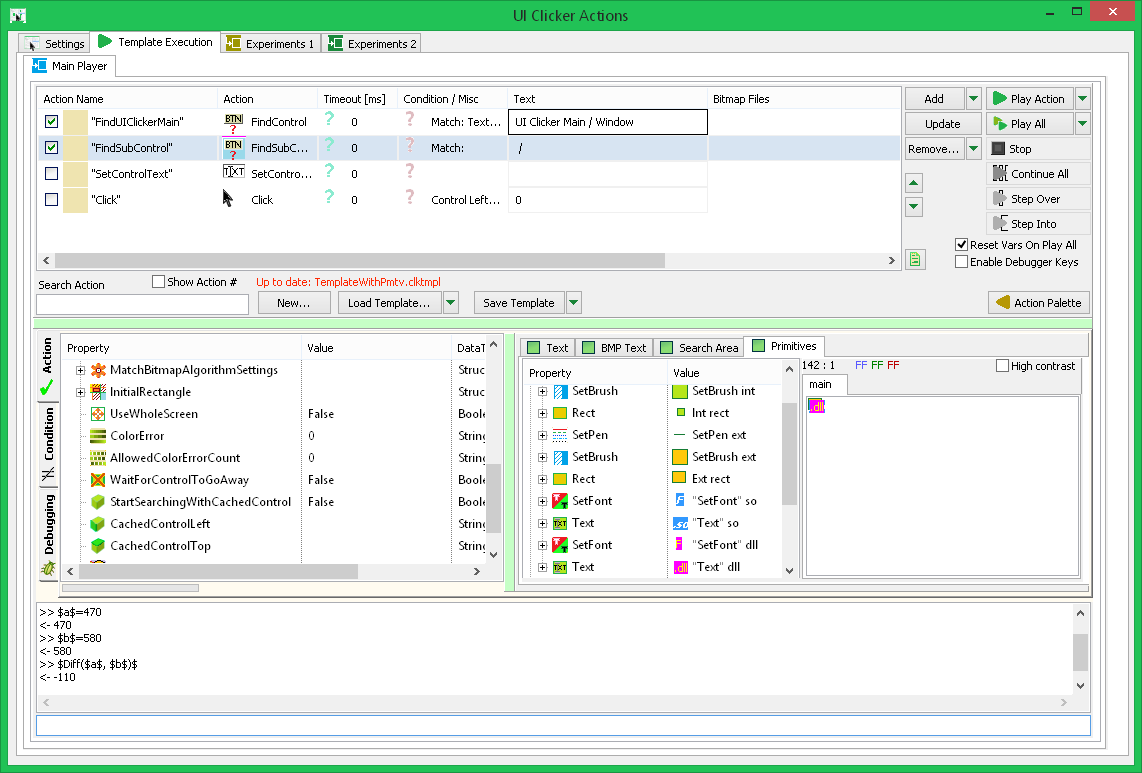 UI Clicker Actions
Settings
Template Execution
Experiments 1
Experiments 2
Main Player
Action Name Action Timeout [ms] Condition / Misc Text Bitmap Files
"FindUIClickerMain" BTN ? FindControl ? 0 ? Match: Text... UI Clicker Main / Window
"FindSubControl" BTN ? FindSubC... ? 0 ? Match: /
"SetControlText" TEXT SetContro... ? 0 ?
"Click" Click ? 0 ? Control Left... 0
Add
Play Action
Update
Play All
Remove...
Stop
Continue All
Step Over
Step Into
Reset Vars On Play All
Enable Debugger Keys
Search Action
Show Action #
Up to date: TemplateWithPmtv.clktmpl
New...
Load Template...
Save Template
Action Palette
Action
Condition
Debugging
Property Value DataT
MatchBitmapAlgorithmSettings Struc
InitialRectangle Struc
UseWholeScreen False Boole
ColorError 0 String
AllowedColorErrorCount 0 String
WaitForControlToGoAway False Boole
StartSearchingWithCachedControl False Boole
CachedControlLeft String
CachedControlTop String
Text
BMP Text
Search Area
Primitives
Property Value
SetBrush SetBrush int
Rect Int rect
SetPen SetPen ext
SetBrush SetBrush ext
Rect Ext rect
SetFont "SetFont" so
TXT Text .so "Text" so
SetFont "SetFont" dll
TXT Text .dll "Text" dll
142 : 1 FF FF FF
High contrast
main
.dll
>> $a$=470
<- 470
>> $b$=580
<- 580
>> $Diff($a$, $b$)$
<- -110